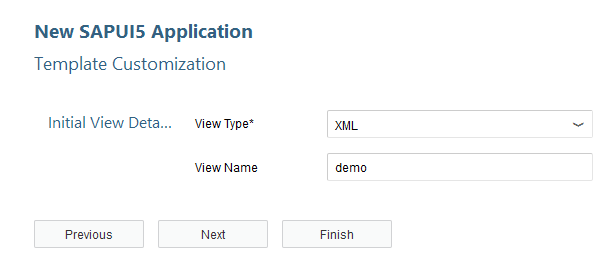 New SAPUI5 Application
Template Customization
Initial View Deta... View Type* XML
View Name demo
Previous Next Finish